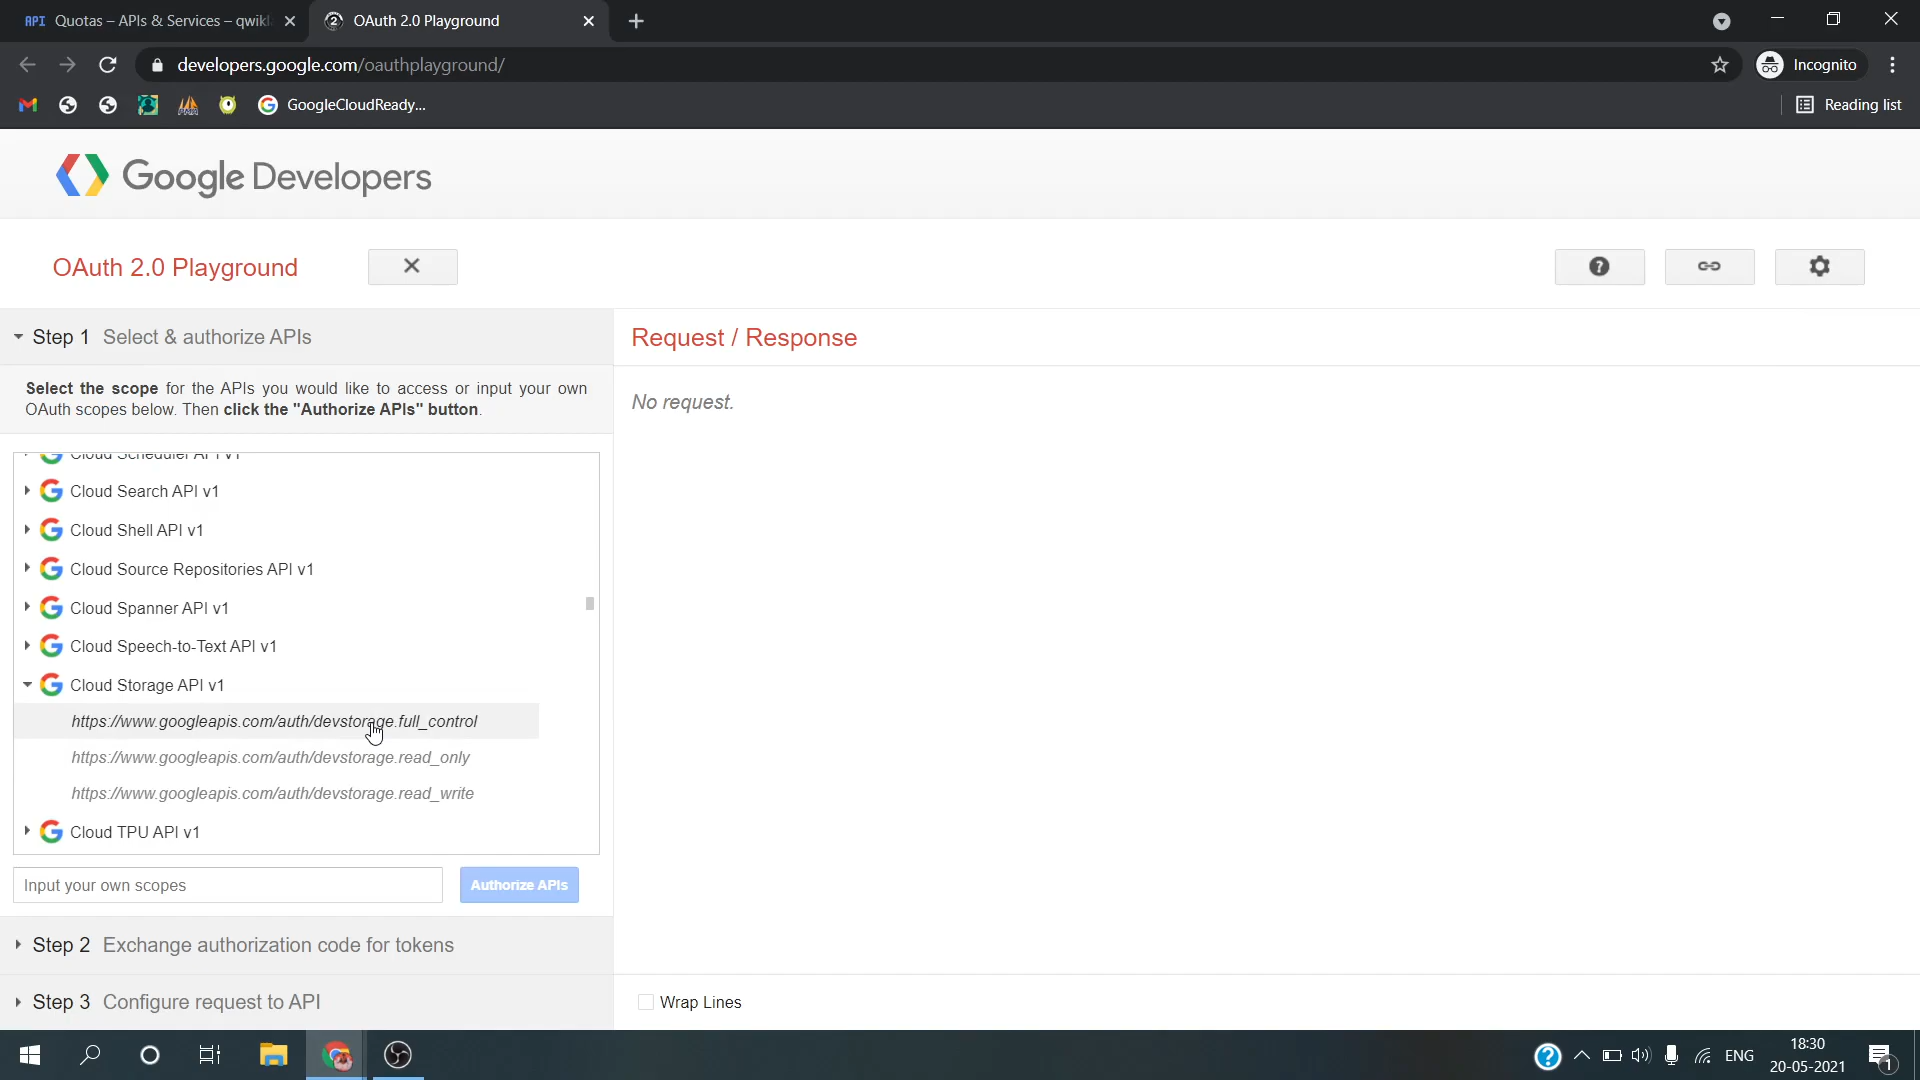 API Quotas – APIs & Services – qwikl
2 OAuth 2.0 Playground
developers.google.com/oauthplayground/
Incognito
GoogleCloudReady...
Reading list
Google Developers
OAuth 2.0 Playground
Step 1 Select & authorize APIs
Select the scope for the APIs you would like to access or input your own
OAuth scopes below. Then click the "Authorize APIs" button.
Cloud Scheduler API v1
Cloud Search API v1
Cloud Shell API v1
Cloud Source Repositories API v1
Cloud Spanner API v1
Cloud Speech-to-Text API v1
Cloud Storage API v1
https://www.googleapis.com/auth/devstorage.full_control
https://www.googleapis.com/auth/devstorage.read_only
https://www.googleapis.com/auth/devstorage.read_write
Cloud TPU API v1
Input your own scopes
Authorize APIs
Step 2 Exchange authorization code for tokens
Step 3 Configure request to API
Request / Response
No request.
Wrap Lines
ENG
18:30
20-05-2021
1